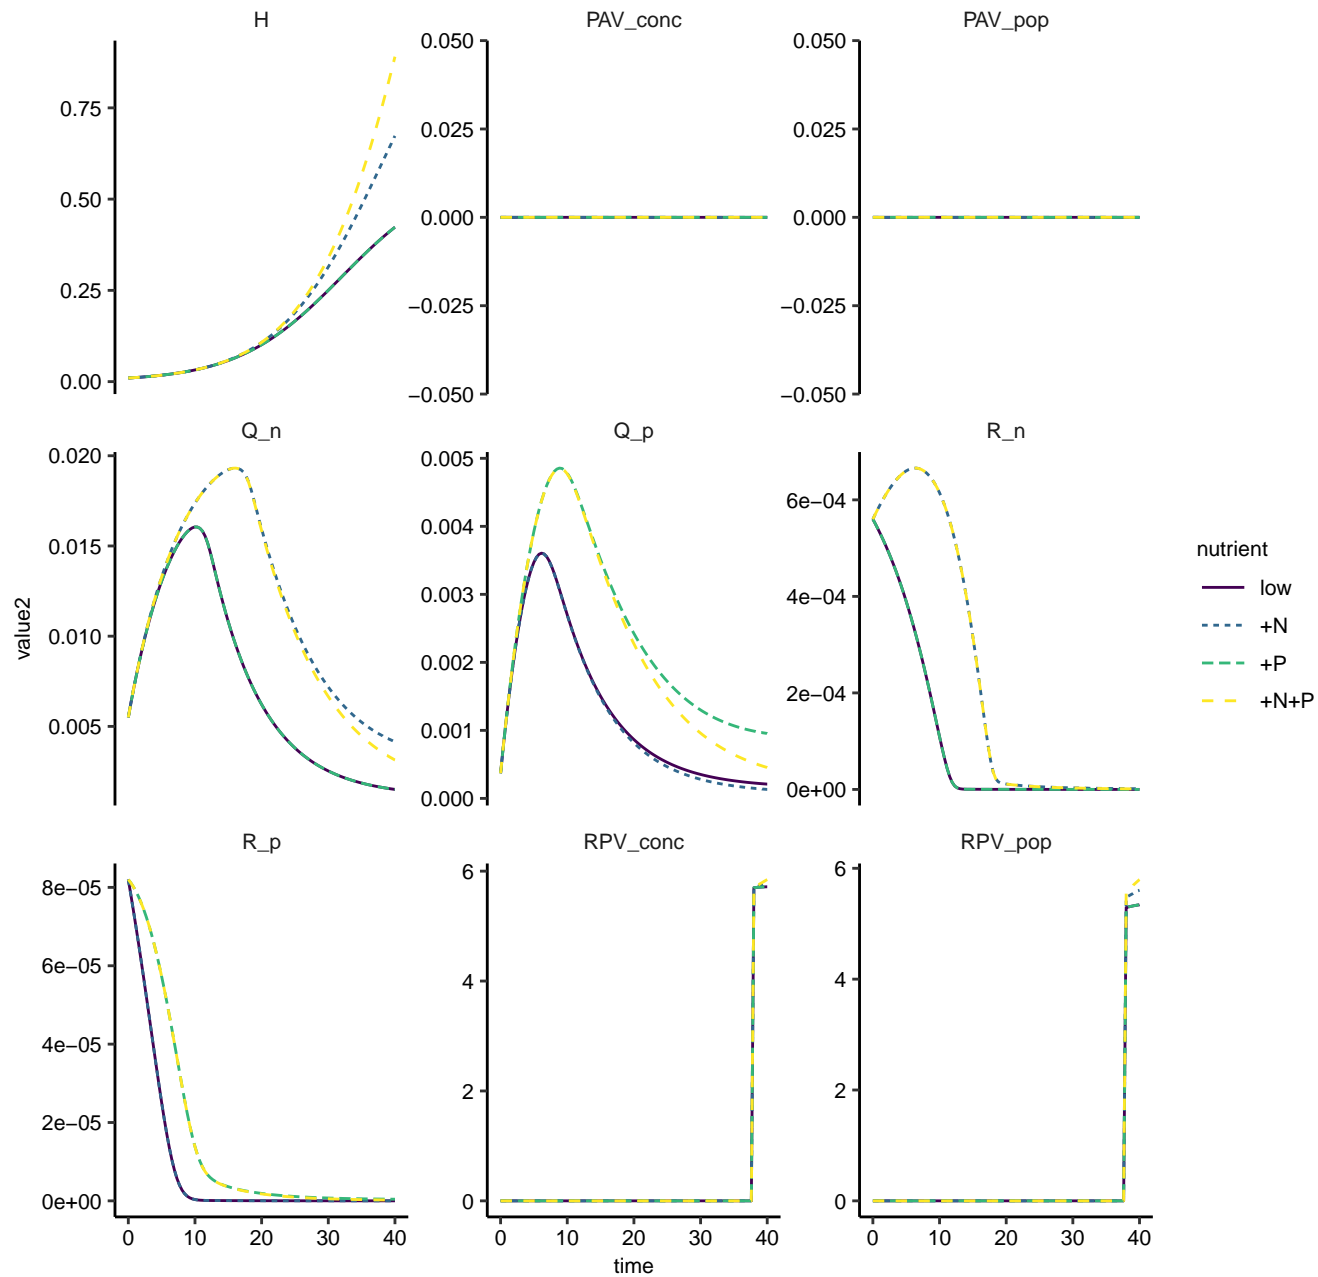 H
PAV_conc
PAV_pop
0.75
0.50
0.25
0.00
0.050
0.025
0.000
−0.025
−0.050
0.050
0.025
0.000
−0.025
−0.050
Q_n
Q_p
R_n
0.020
0.015
0.010
0.005
0.005
0.004
0.003
0.002
0.001
0.000
6e−04
4e−04
2e−04
0e+00
value2
R_p
RPV_conc
RPV_pop
8e−05
6e−05
4e−05
2e−05
0e+00
6
4
2
0
6
4
2
0
0 10 20 30 40
0 10 20 30 40
0 10 20 30 40
time
nutrient
low
+N
+P
+N+P